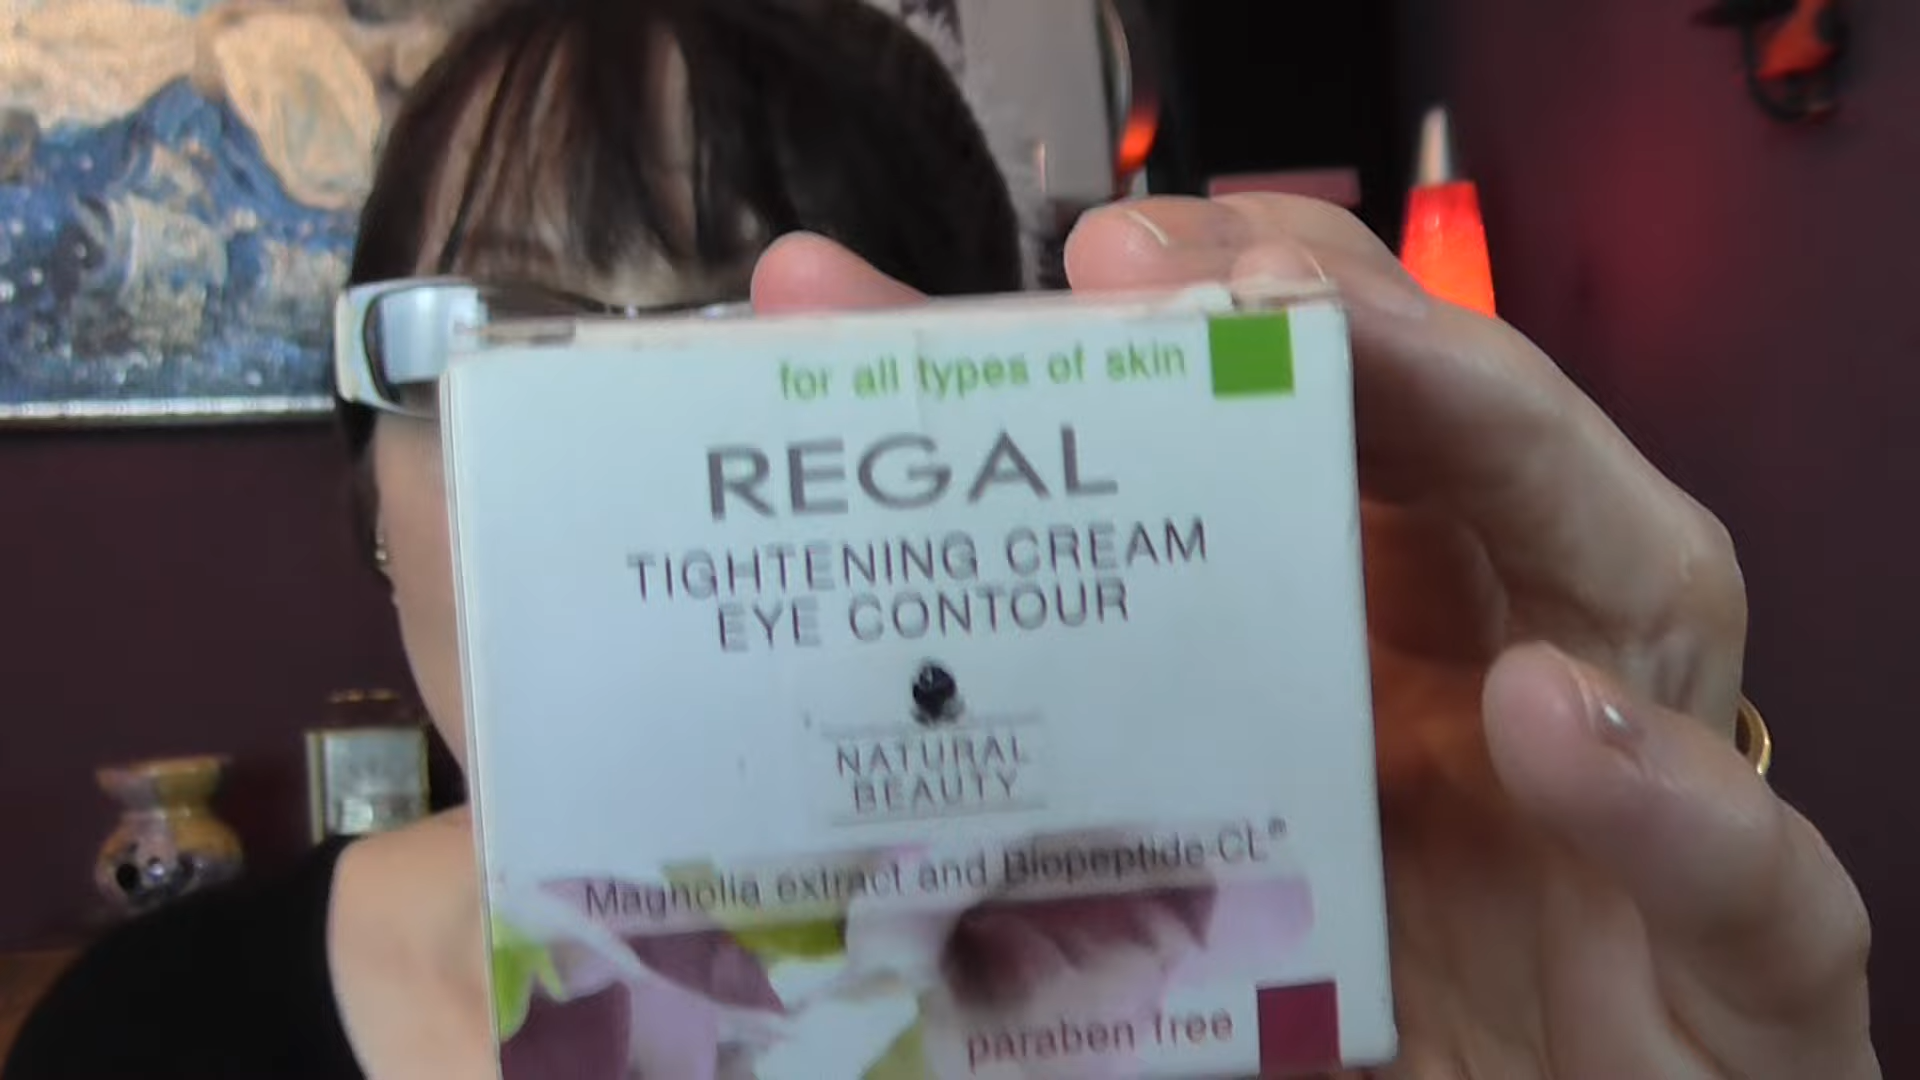 for all types of skin
REGAL
TIGHTENING CREAM
EYE CONTOUR
NATURAL
BEAUTY
Magnolia extract and Biopeptide-CL®
paraben free